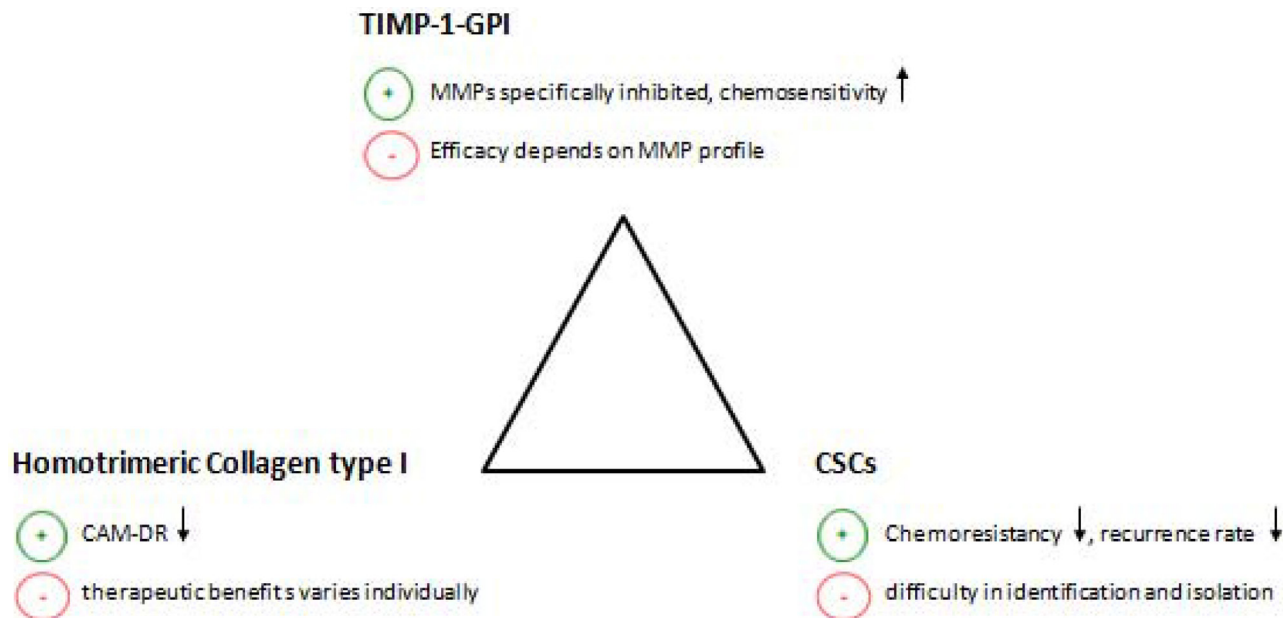 TIMP-1-GPI
+ MMPs specifically inhibited, chemosensitivity ↑
- Efficacy depends on MMP profile
Homotrimeric Collagen type I
+ CAM-DR ↓
- therapeutic benefits varies individually
CSCs
+ Chemoresistancy ↓, recurrence rate ↓
- difficulty in identification and isolation